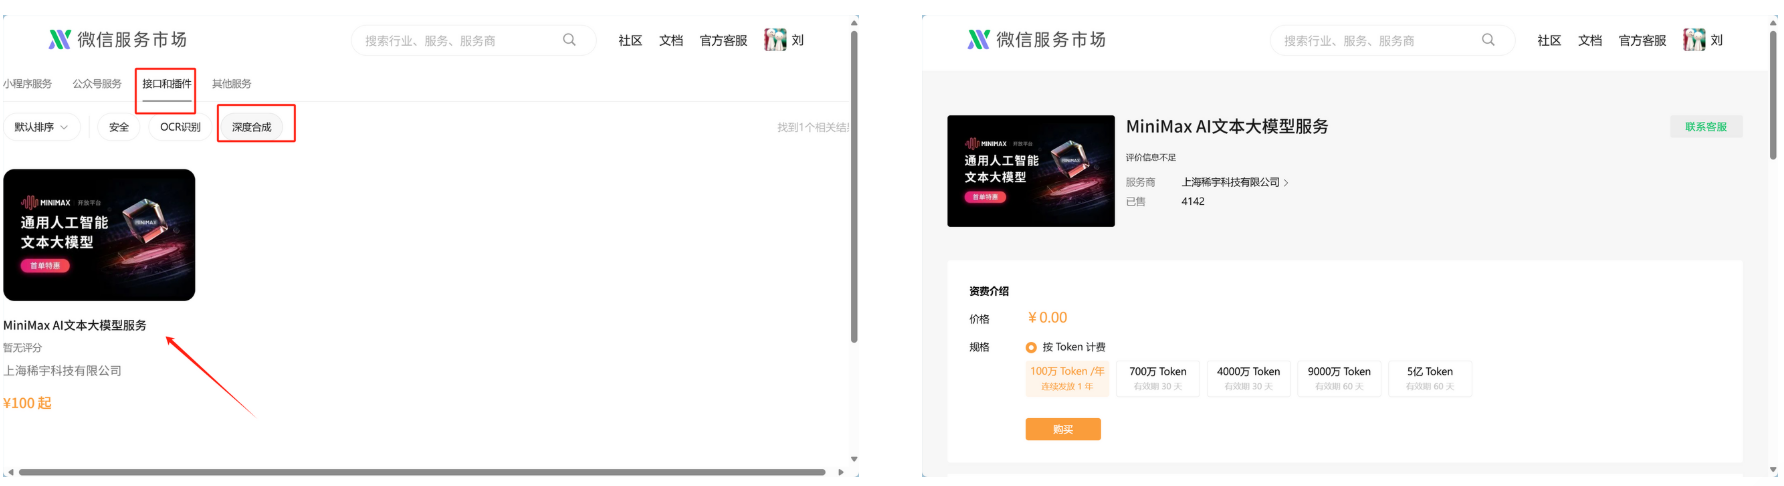 微信服务市场
搜索行业、服务、服务商
社区
文档
官方客服
刘
小程序服务
公众号服务
接口和插件
其他服务
默认排序
安全
OCR识别
深度合成
找到1个相关结
MINIMAX 开放平台
通用人工智能
文本大模型
首单特惠
MINIMAX
MiniMax AI文本大模型服务
暂无评分
上海稀宇科技有限公司
¥100 起
微信服务市场
搜索行业、服务、服务商
社区
文档
官方客服
刘
MINIMAX 开放平台
通用人工智能
文本大模型
首单特惠
MINIMAX
MiniMax AI文本大模型服务
联系客服
评价信息不足
服务商 上海稀宇科技有限公司 >
已售 4142
资费介绍
价格 ¥0.00
规格 按 Token 计费
100万 Token /年
连续发放 1 年
700万 Token
有效期 30 天
4000万 Token
有效期 30 天
9000万 Token
有效期 60 天
5亿 Token
有效期 60 天
购买